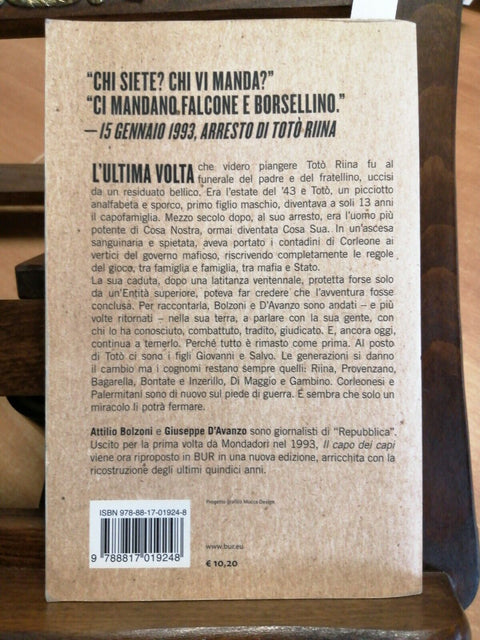 “CHI SIETE? CHI VI MANDA?”
“CI MANDANO FALCONE E BORSELLINO.”
— 15 GENNAIO 1993, ARRESTO DI TOTÒ RIINA
L'ULTIMA VOLTA che videro piangere Totò Riina fu al
funerale del padre e del fratellino, uccisi
da un residuato bellico. Era l'estate del '43 e Totò, un picciotto
analfabeta e sporco, primo figlio maschio, diventava a soli 13 anni
il capofamiglia. Mezzo secolo dopo, al suo arresto, era l'uomo più
potente di Cosa Nostra, ormai diventata Cosa Sua. In un'ascesa
sanguinaria e spietata, aveva portato i contadini di Corleone ai
vertici del governo mafioso, riscrivendo completamente le regole
del gioco, tra famiglia e famiglia, tra mafia e Stato.
La sua caduta, dopo una latitanza ventennale, protetta forse solo
da un'Entità superiore, poteva far credere che l'avventura fosse
conclusa. Per raccontarla, Bolzoni e D'Avanzo sono andati – e più
volte ritornati – nella sua terra, a parlare con la sua gente, con
chi lo ha conosciuto, combattuto, tradito, giudicato. E, ancora oggi,
continua a temerlo. Perché tutto è rimasto come prima. Al posto
di Totò ci sono i figli Giovanni e Salvo. Le generazioni si danno
il cambio ma i cognomi restano sempre quelli: Riina, Provenzano,
Bagarella, Bontate e Inzerillo, Di Maggio e Gambino. Corleonesi e
Palermitani sono di nuovo sul piede di guerra. E sembra che solo un
miracolo li potrà fermare.
Attilio Bolzoni e Giuseppe D'Avanzo sono giornalisti di “Repubblica”.
Uscito per la prima volta da Mondadori nel 1993, Il capo dei capi
viene ora riproposto in BUR in una nuova edizione, arricchita con la
ricostruzione degli ultimi quindici anni.
ISBN 978-88-17-01924-8
9 788817 019248
Progetto grafico Mucca Design.
www.bur.eu
€ 10,20